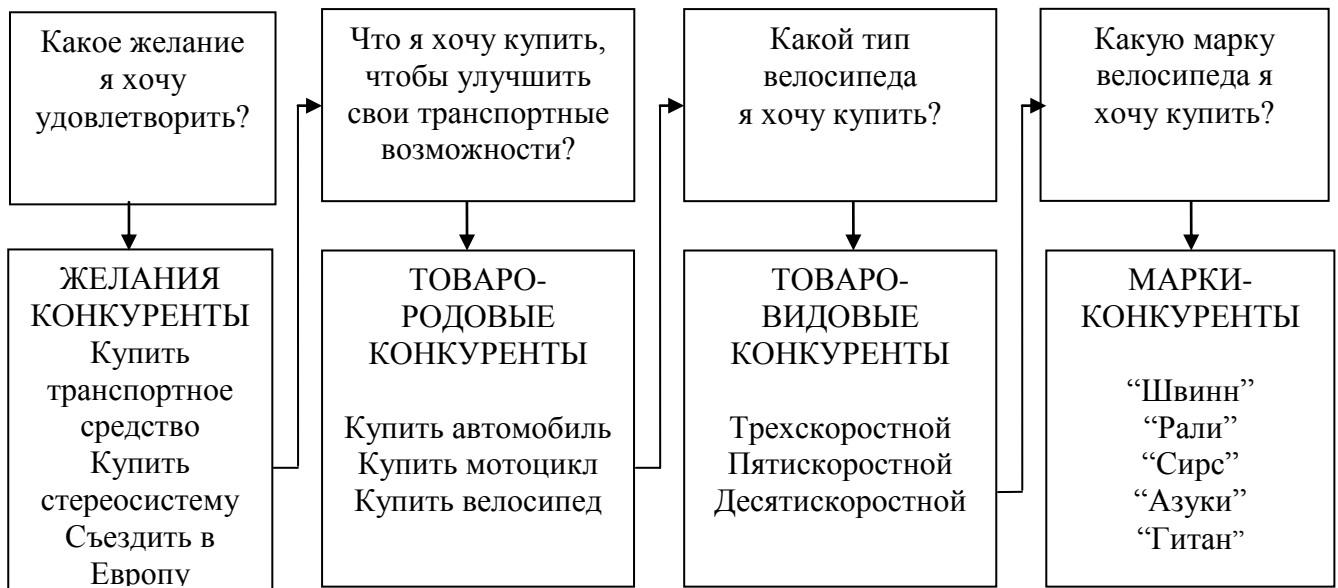 Какое желание
я хочу
удовлетворить?
Что я хочу купить,
чтобы улучшить
свои транспортные
возможности?
Какой тип
велосипеда
я хочу купить?
Какую марку
велосипеда я
хочу купить?
ЖЕЛАНИЯ
КОНКУРЕНТЫ
Купить
транспортное
средство
Купить
стереосистему
Съездить в
Европу
ТОВАРО-
РОДОВЫЕ
КОНКУРЕНТЫ
Купить автомобиль
Купить мотоцикл
Купить велосипед
ТОВАРО-
ВИДОВЫЕ
КОНКУРЕНТЫ
Трехскоростной
Пятискоростной
Десятискоростной
МАРКИ-
КОНКУРЕНТЫ
“Швинн”
“Рали”
“Сирс”
“Азуки”
“Гитан”